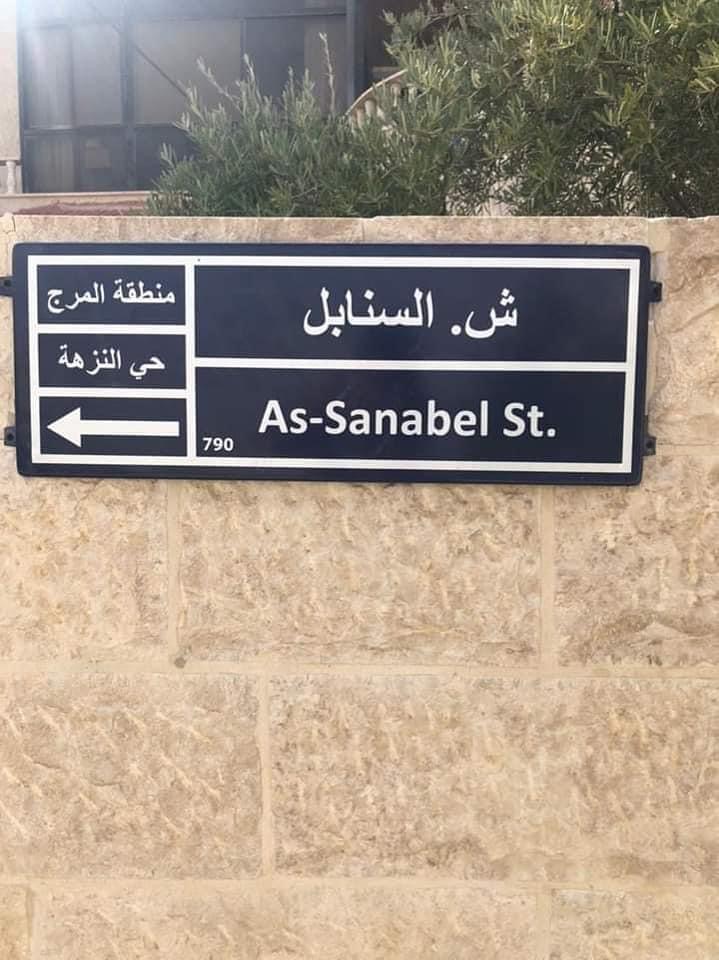 ش. السنابل
As-Sanabel St.
790
منطقة المرج
حي النزهة